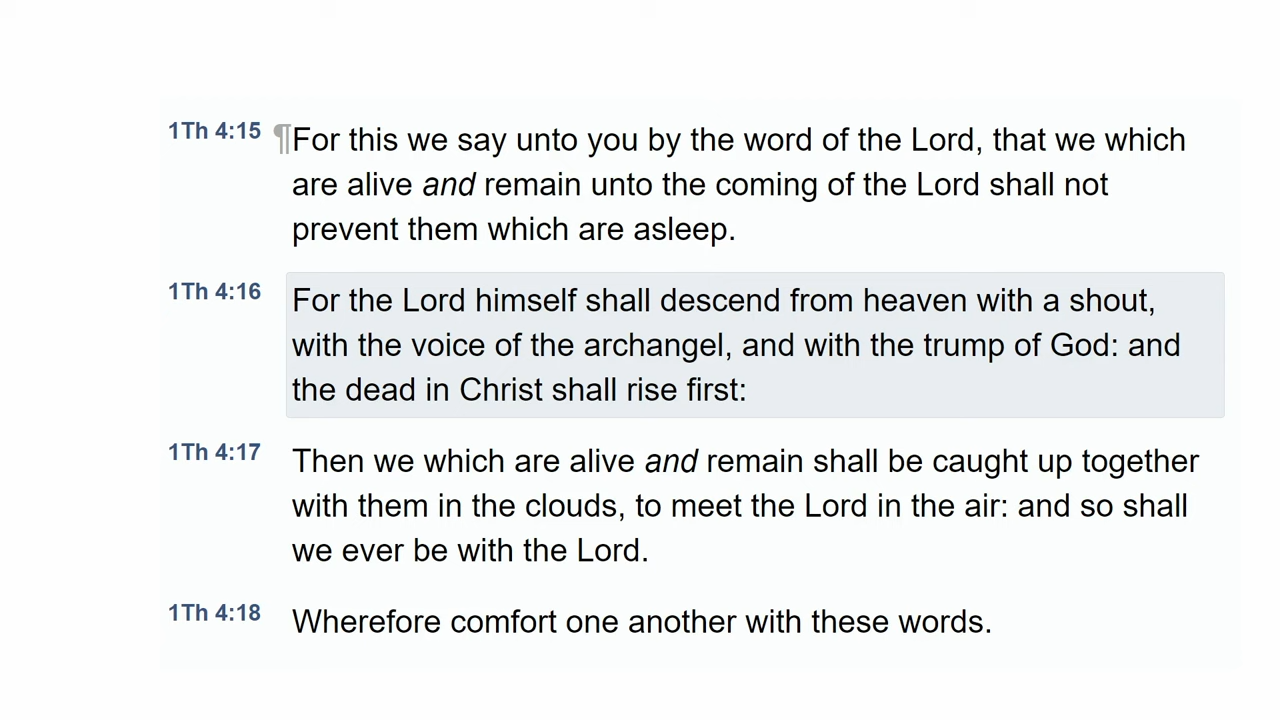 1Th 4:15 ¶For this we say unto you by the word of the Lord, that we which
are alive and remain unto the coming of the Lord shall not
prevent them which are asleep.
1Th 4:16 For the Lord himself shall descend from heaven with a shout,
with the voice of the archangel, and with the trump of God: and
the dead in Christ shall rise first:
1Th 4:17 Then we which are alive and remain shall be caught up together
with them in the clouds, to meet the Lord in the air: and so shall
we ever be with the Lord.
1Th 4:18 Wherefore comfort one another with these words.